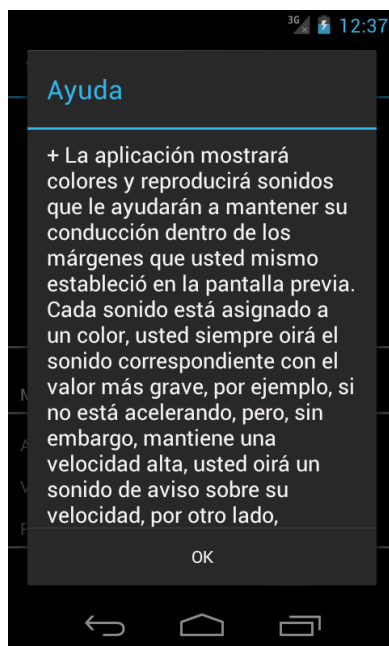 3G 12:37
Ayuda
+ La aplicación mostrará
colores y reproducirá sonidos
que le ayudarán a mantener su
conducción dentro de los
márgenes que usted mismo
estableció en la pantalla previa.
Cada sonido está asignado a
un color, usted siempre oirá el
sonido correspondiente con el
valor más grave, por ejemplo, si
no está acelerando, pero, sin
embargo, mantiene una
velocidad alta, usted oirá un
sonido de aviso sobre su
velocidad, por otro lado,
OK